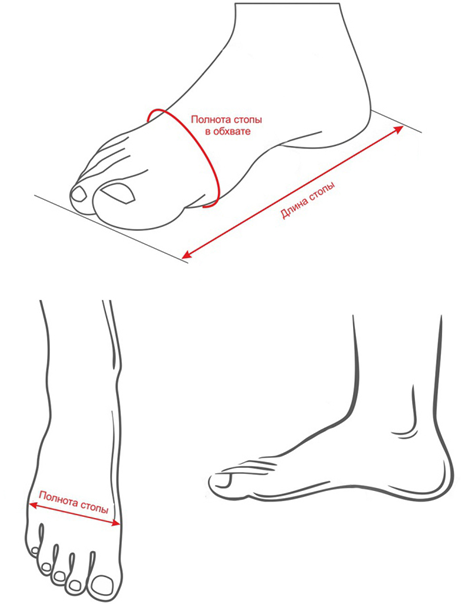 Полнота стопы
в обхвате
Длина стопы
Полнота стопы